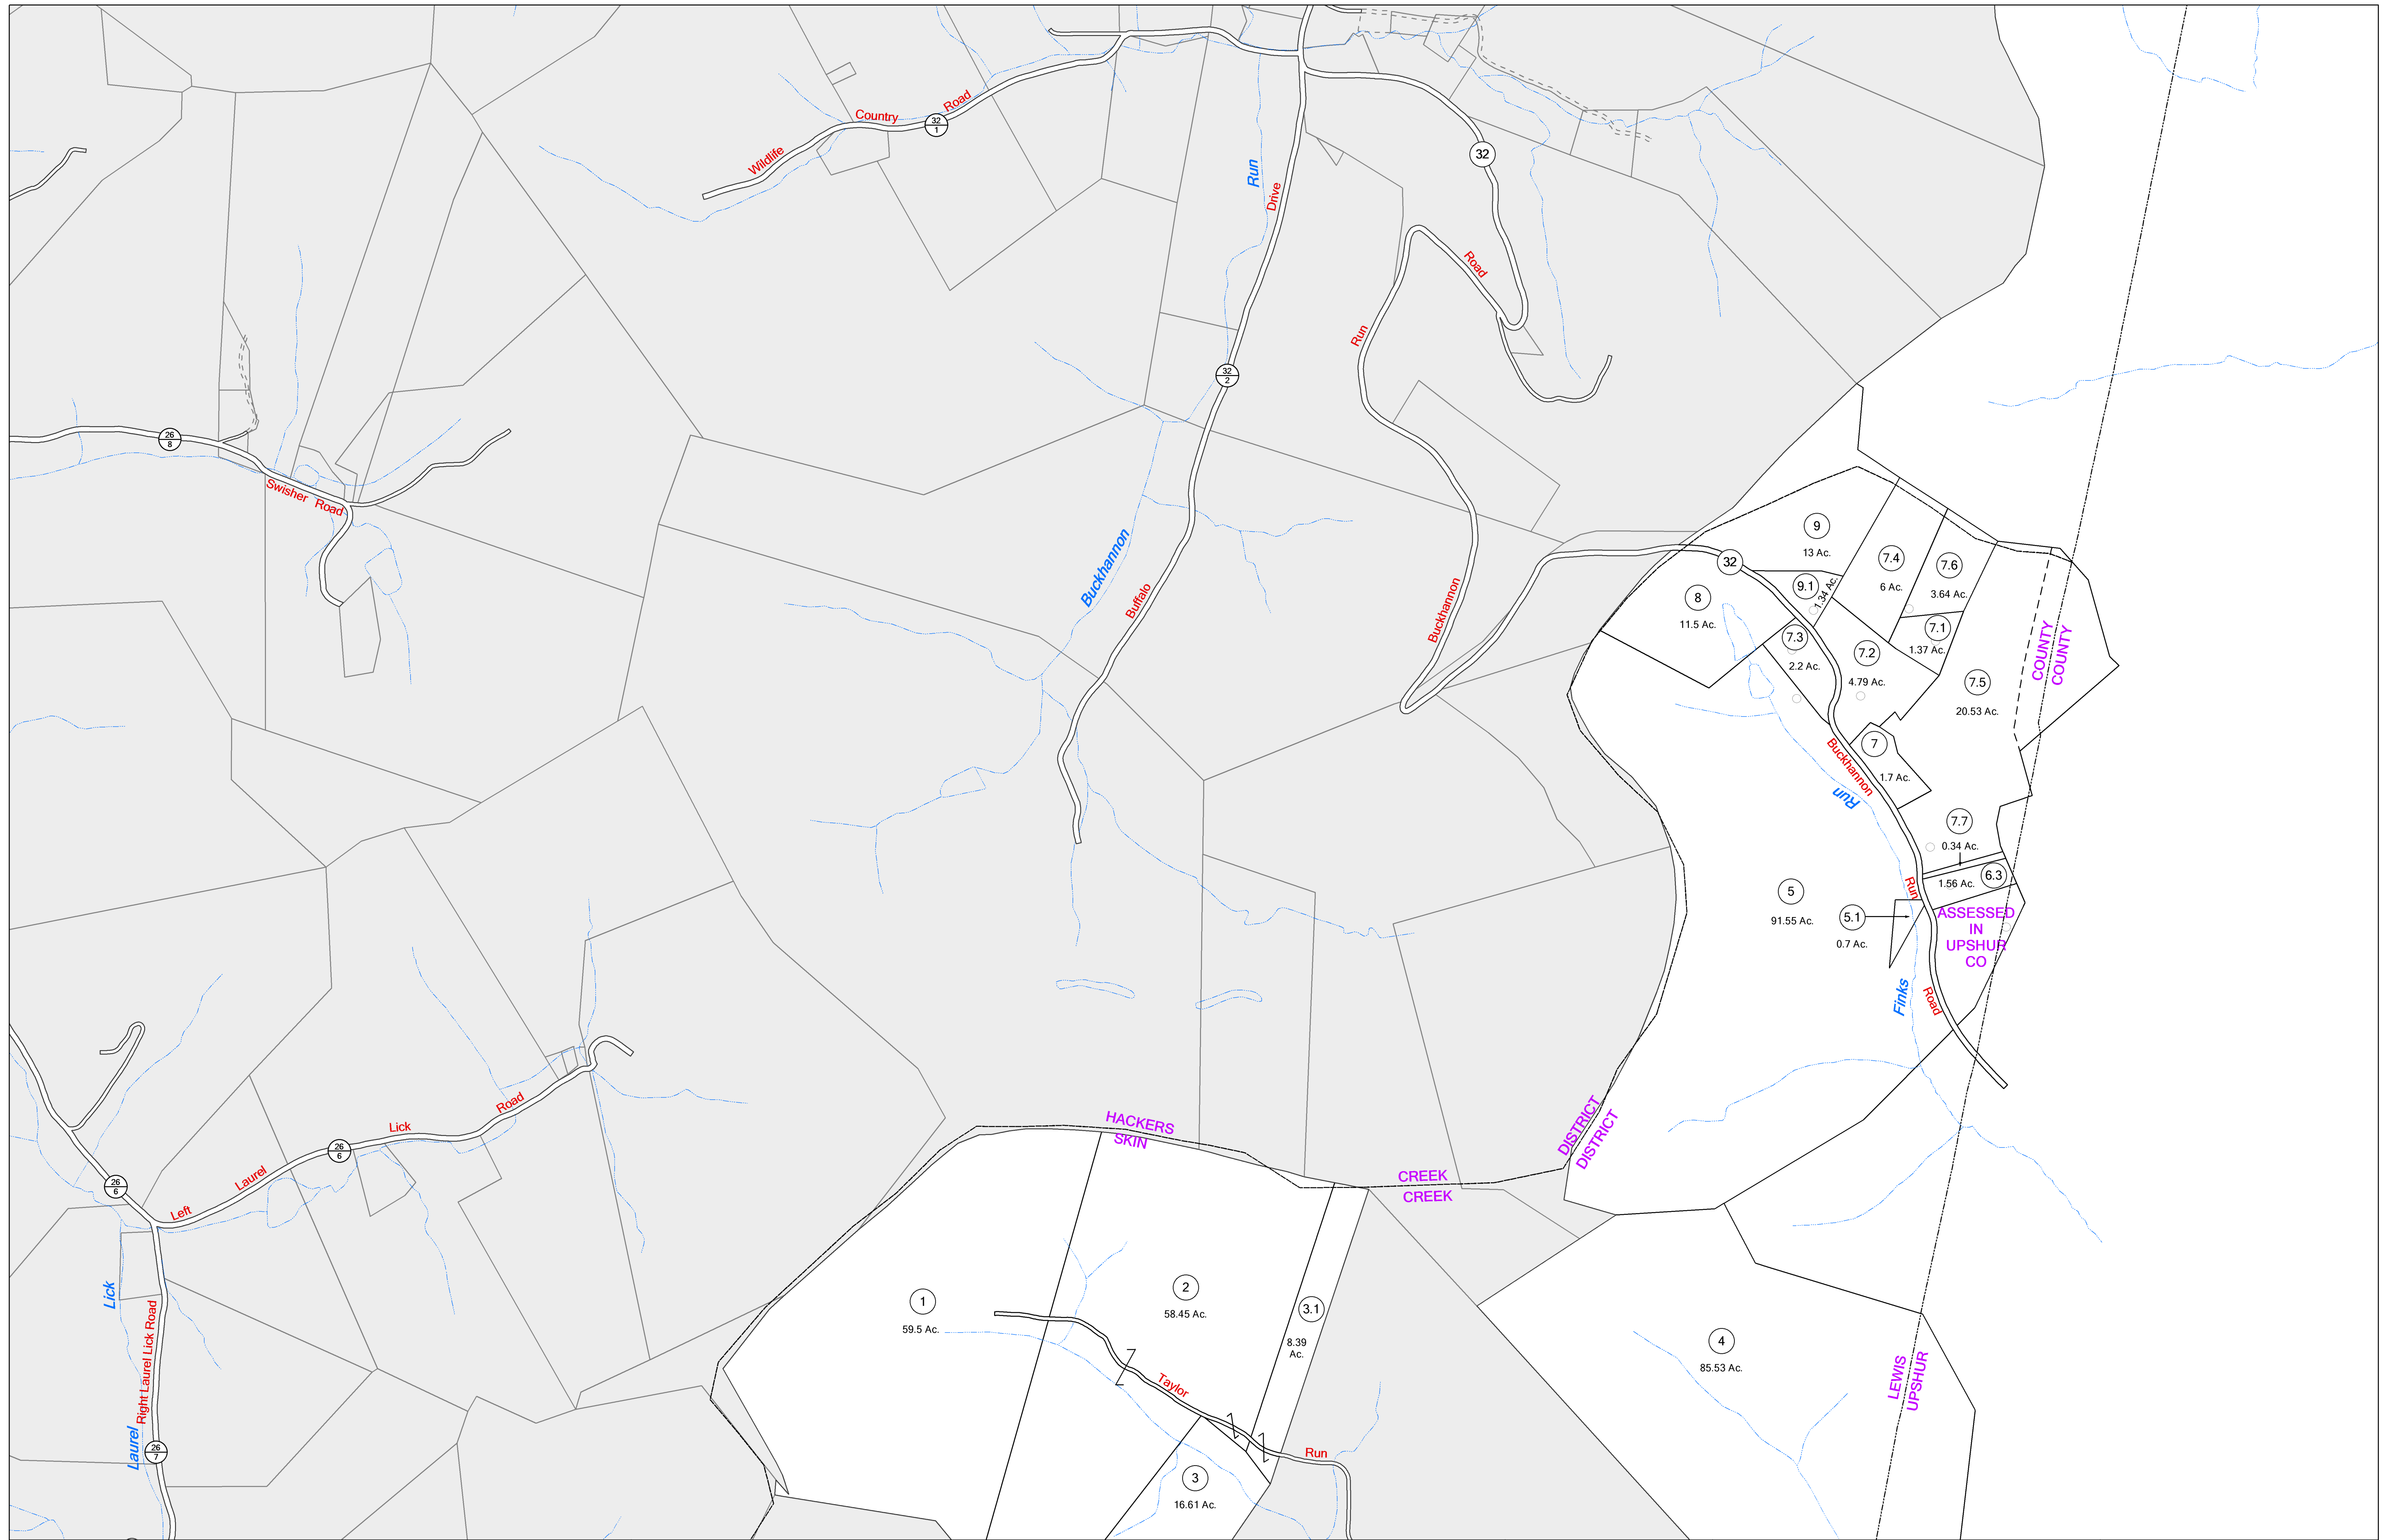 Wildlife
Country
Road
32
1
Run
Drive
32
Road
Run
32
2
26
8
Swisher Road
Buckhannon
Buffalo
Buckhannon
32
9
13 Ac.
9.1
1.34 Ac.
7.4
6 Ac.
7.6
3.64 Ac.
7.1
1.37 Ac.
8
11.5 Ac.
7.3
2.2 Ac.
7.2
4.79 Ac.
7.5
20.53 Ac.
COUNTY
COUNTY
7
1.7 Ac.
Buckhannon
Run
7.7
0.34 Ac.
6.3
1.56 Ac.
Run
5
91.55 Ac.
5.1
0.7 Ac.
ASSESSED
IN
UPSHUR
CO
Finks
Road
Left
Laurel
Lick
Road
26
6
26
6
HACKERS
SKIN
CREEK
CREEK
DISTRICT
DISTRICT
Lick
Laurel
Right Laurel Lick Road
26
7
1
59.5 Ac.
2
58.45 Ac.
3.1
8.39
Ac.
Taylor
Run
3
16.61 Ac.
4
85.53 Ac.
LEWIS
UPSHUR